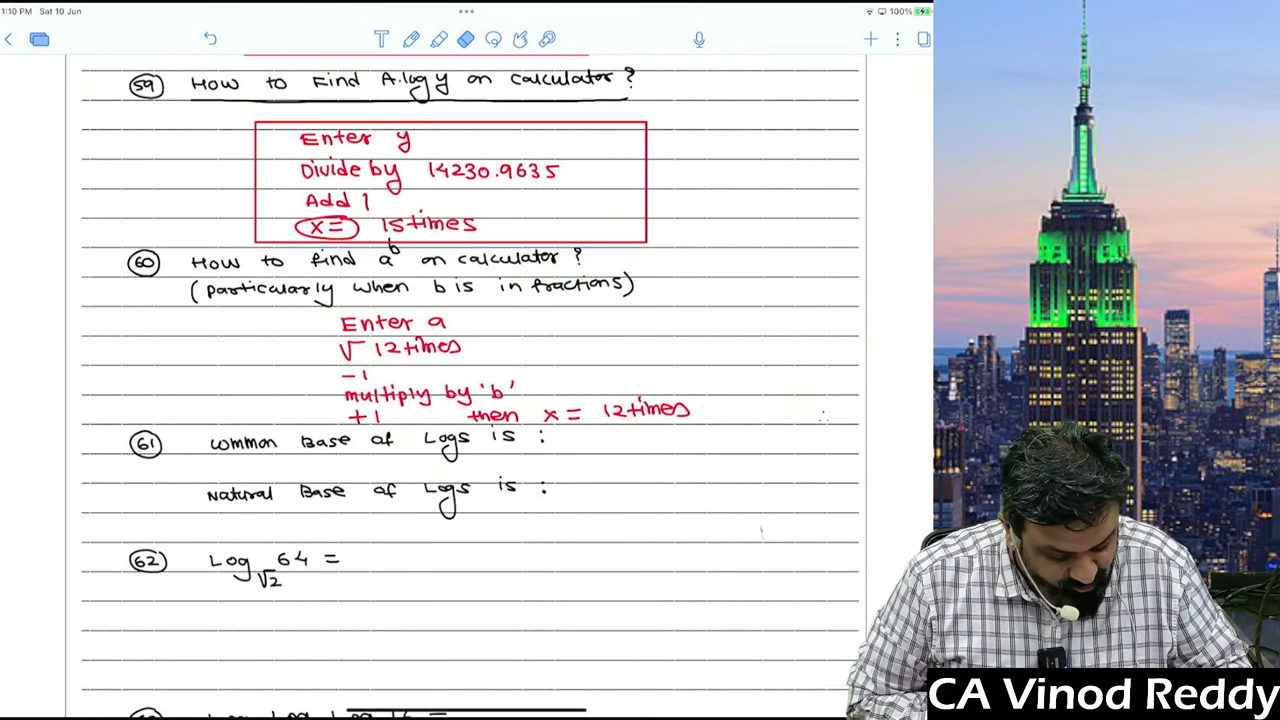 1:10 PM Sat 10 Jun
100%
59 How to Find A.log y on calculator?
Enter y
Divide by 14230.9635
Add 1
x= 15 times
60 How to find a^b on calculator?
(particularly when b is in fractions)
Enter a
√ 12 times
-1
multiply by 'b'
+1 then x= 12 times
61 Common Base of Logs is :
Natural Base of Logs is :
62 Log√2 64 =
CA Vinod Reddy